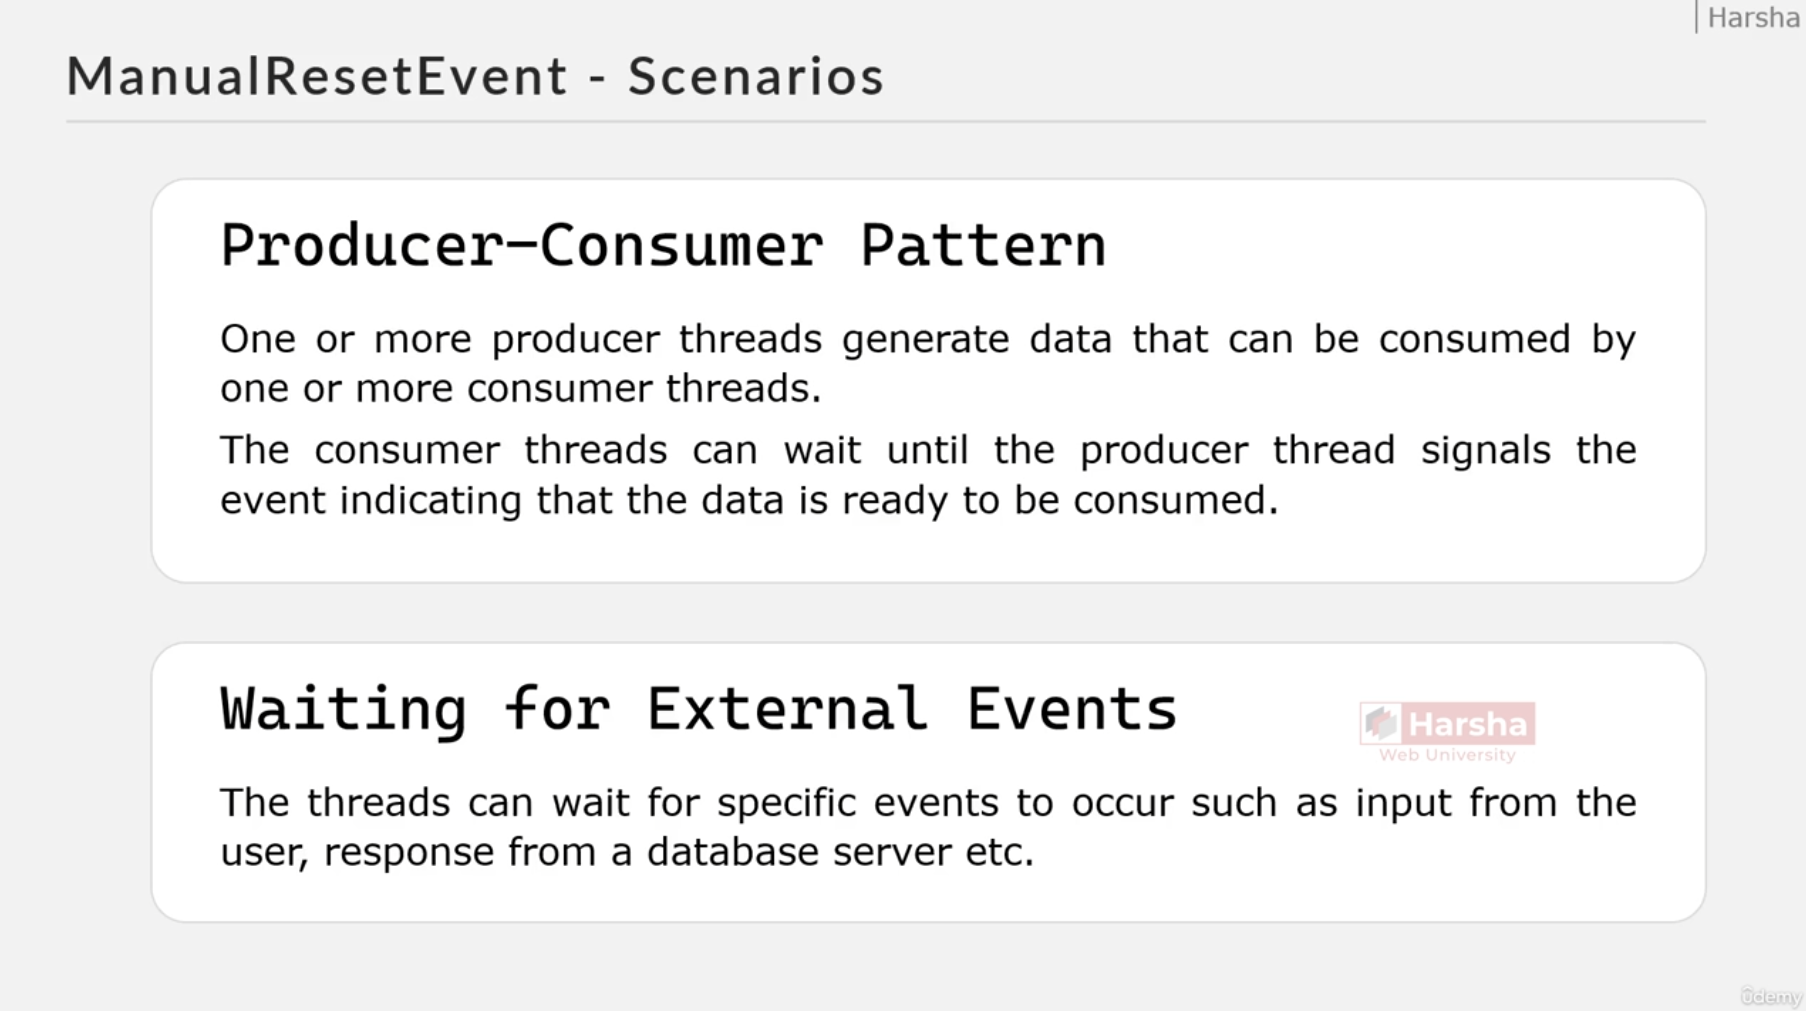 Harsha
ManualResetEvent - Scenarios
Producer-Consumer Pattern
One or more producer threads generate data that can be consumed by
one or more consumer threads.
The consumer threads can wait until the producer thread signals the
event indicating that the data is ready to be consumed.
Waiting for External Events
Harsha
Web University
The threads can wait for specific events to occur such as input from the
user, response from a database server etc.
ûdemy